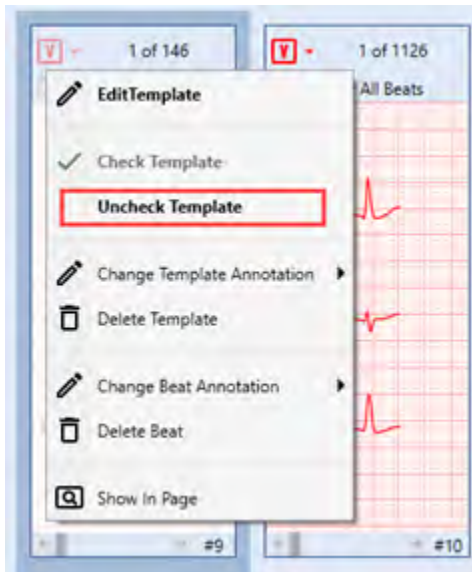 V 1 of 146
V 1 of 1126
EditTemplate
All Beats
Check Template
Uncheck Template
Change Template Annotation
Delete Template
Change Beat Annotation
Delete Beat
Show In Page
#9
#10